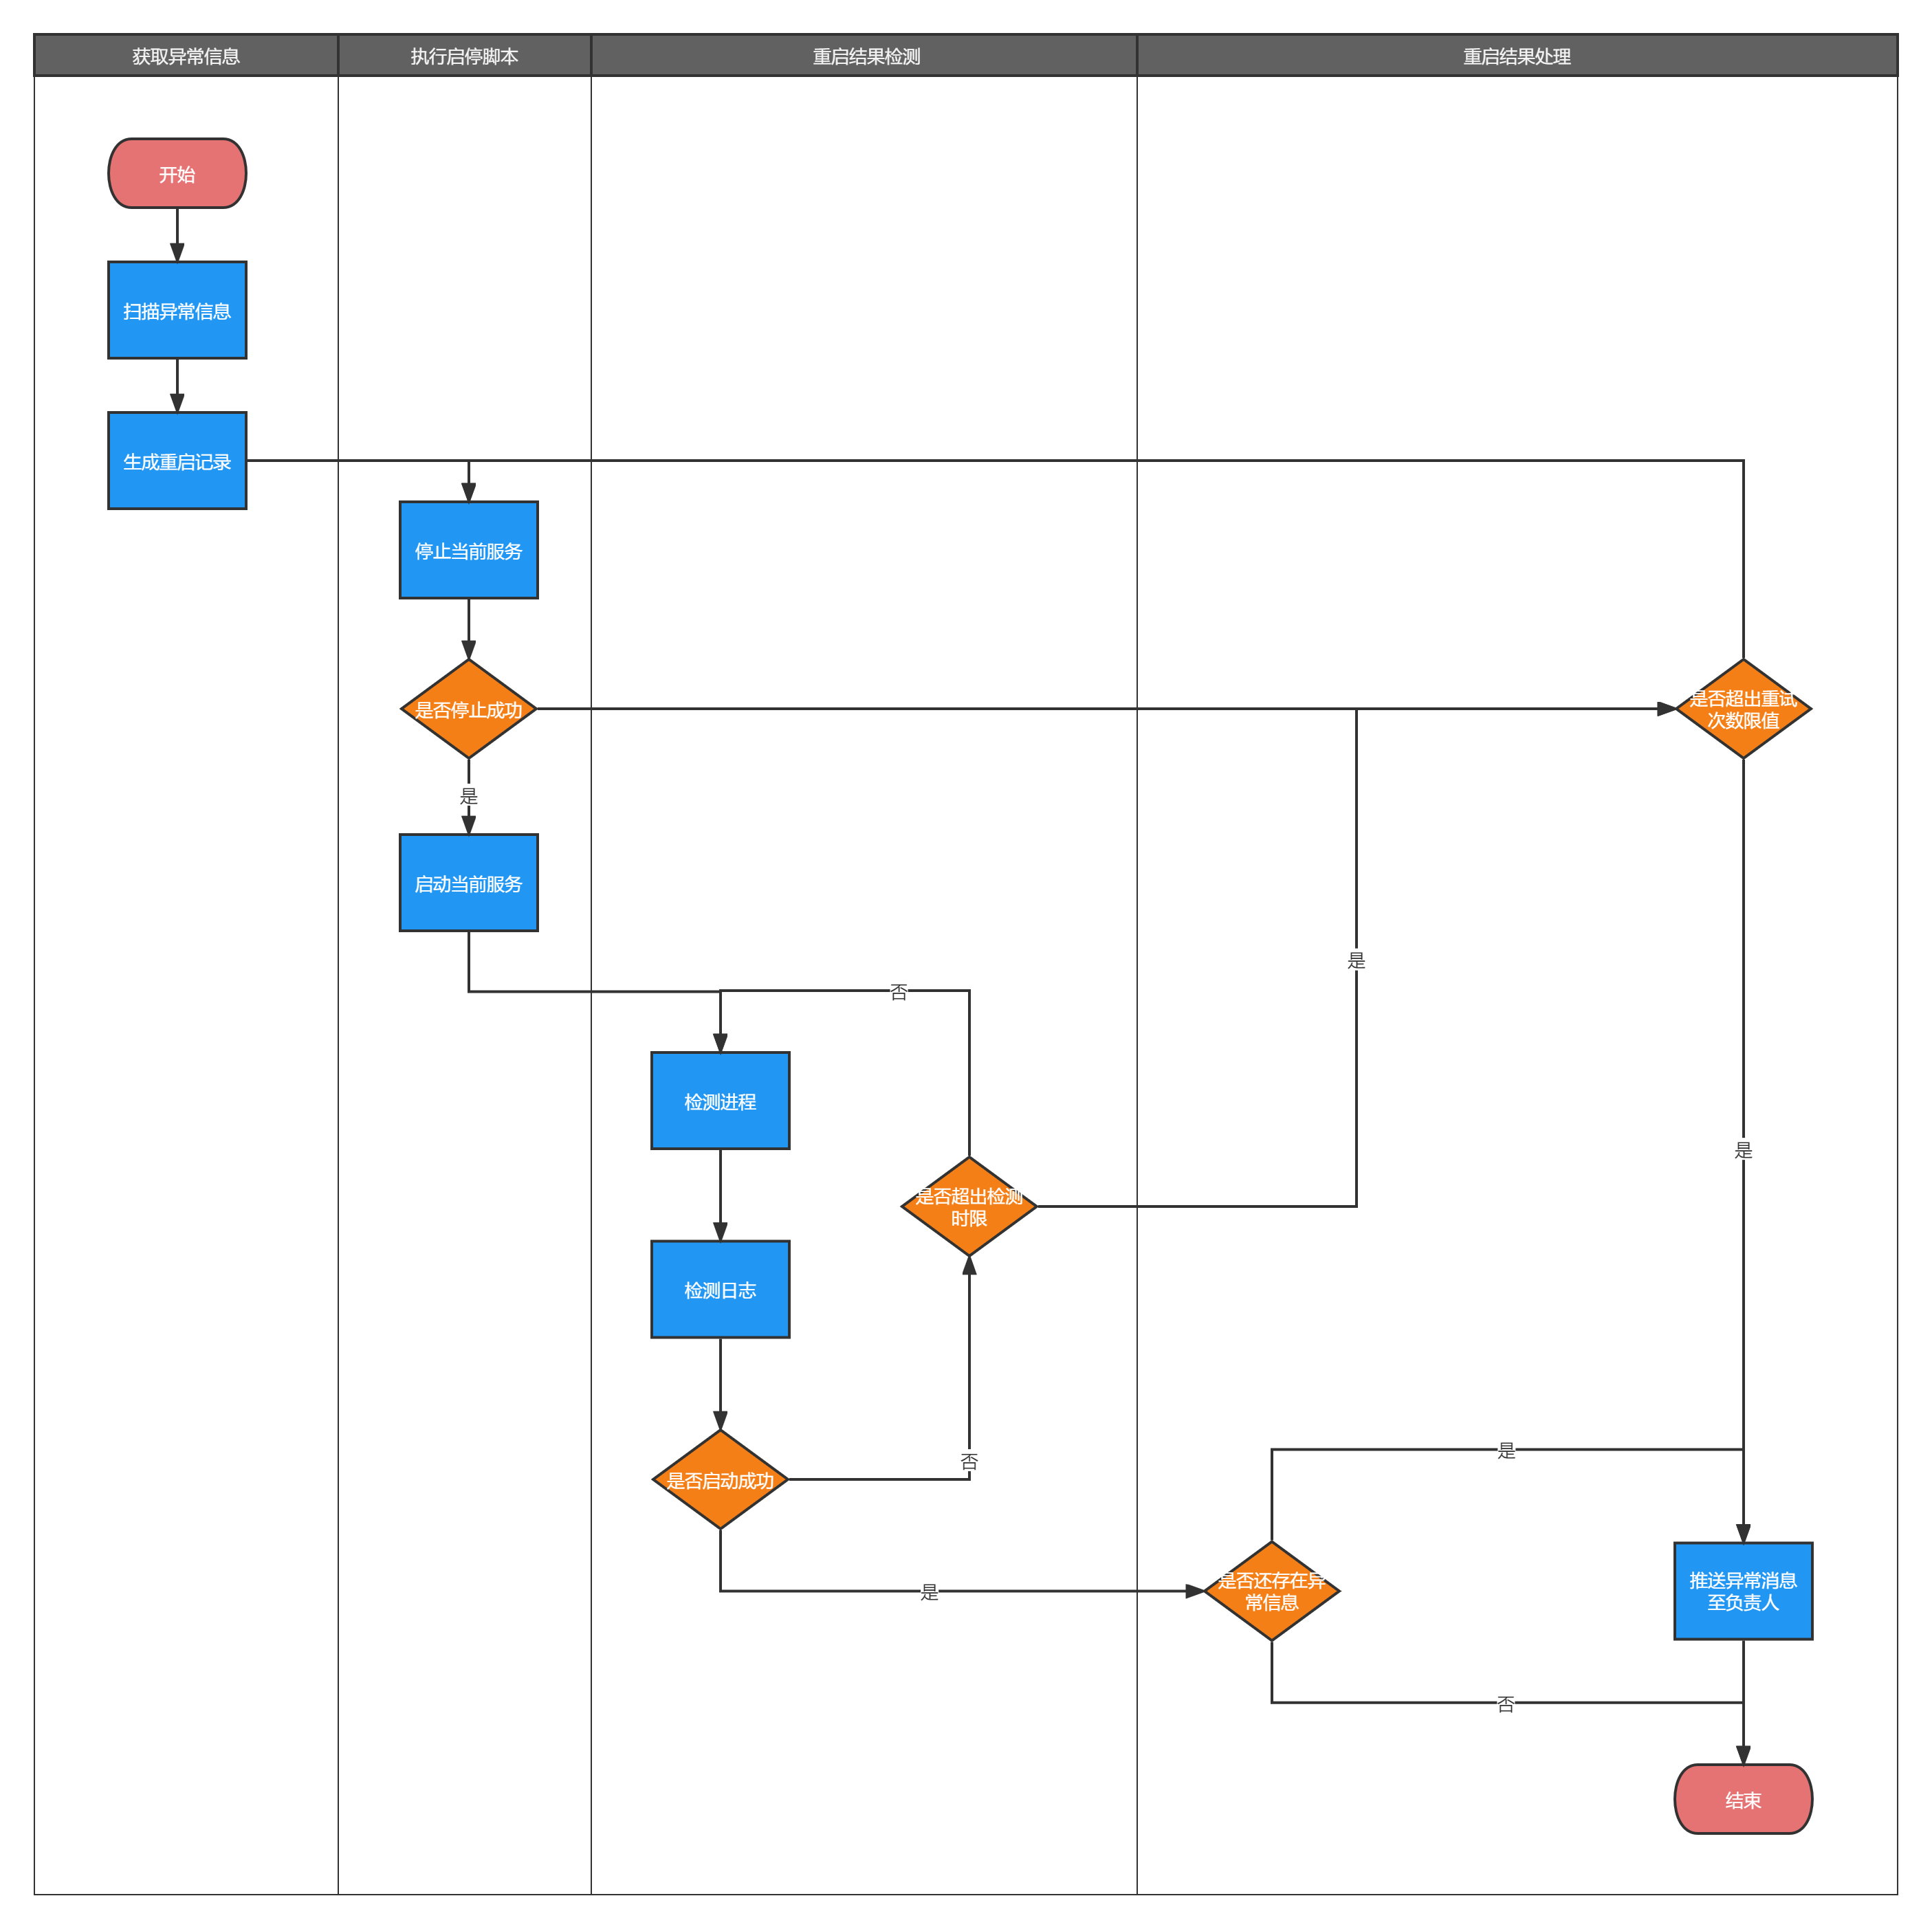 获取异常信息
执行启停脚本
重启结果检测
重启结果处理
开始
扫描异常信息
生成重启记录
停止当前服务
是否停止成功
是否超出重试
次数限值
是
启动当前服务
是
否
检测进程
是
是否超出检测
时限
检测日志
是
否
是否启动成功
是否还存在异
常信息
推送异常消息
至负责人
是
否
结束